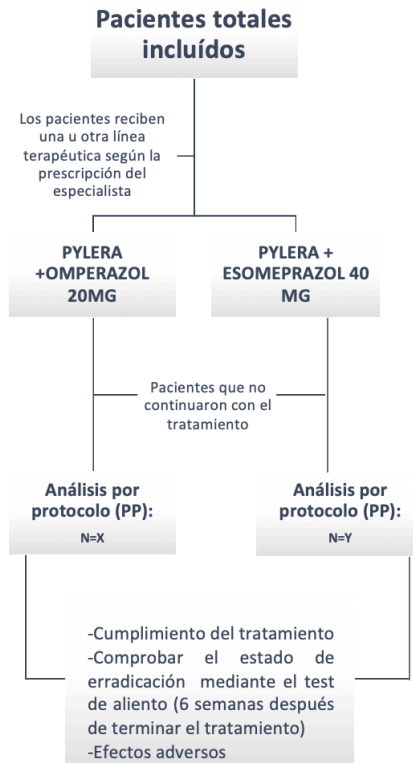 Pacientes totales
incluídos
Los pacientes reciben
una u otra línea
terapéutica según la
prescripción del
especialista
PYLERA
+OMPERAZOL
20MG
PYLERA +
ESOMEPRAZOL 40
MG
Pacientes que no
continuaron con el
tratamiento
Análisis por
protocolo (PP):
N=X
Análisis por
protocolo (PP):
N=Y
-Cumplimiento del tratamiento
-Comprobar el estado de
erradicación mediante el test
de aliento (6 semanas después
de terminar el tratamiento)
-Efectos adversos